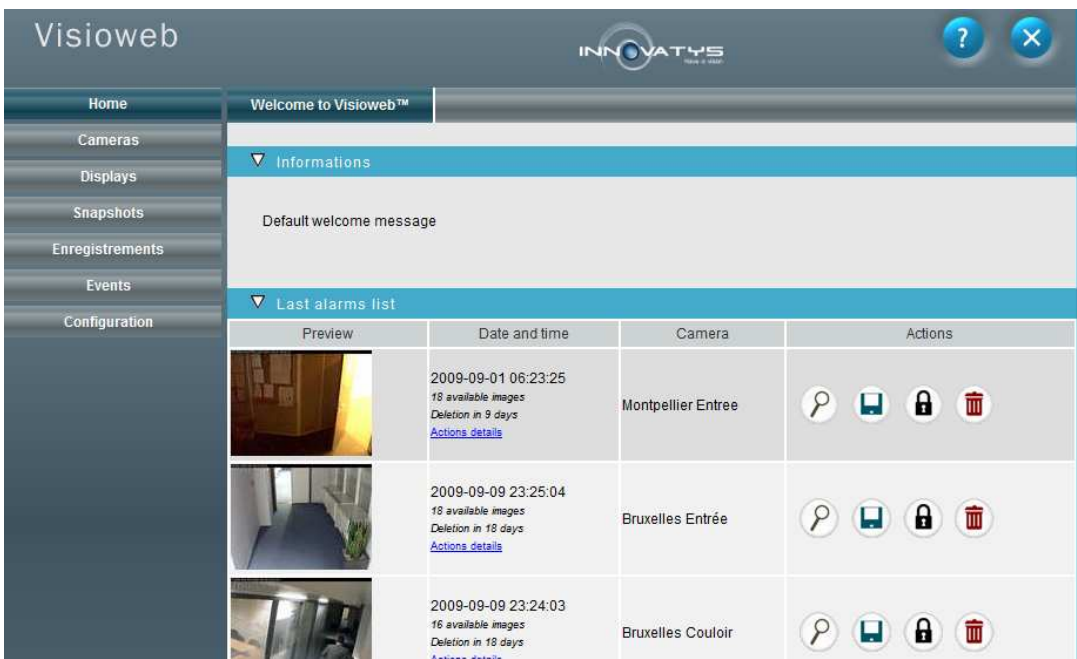 Visioweb
INNOVATYS
?
Home
Welcome to Visioweb™
Cameras
Displays
Snapshots
Enregistrements
Events
Configuration
Informations
Default welcome message
Last alarms list
Preview Date and time Camera Actions
2009-09-01 06:23:25
18 available images
Deletion in 9 days
Actions details
Montpellier Entree
2009-09-09 23:25:04
18 available images
Deletion in 18 days
Actions details
Bruxelles Entrée
2009-09-09 23:24:03
16 available images
Deletion in 18 days
Actions details
Bruxelles Couloir